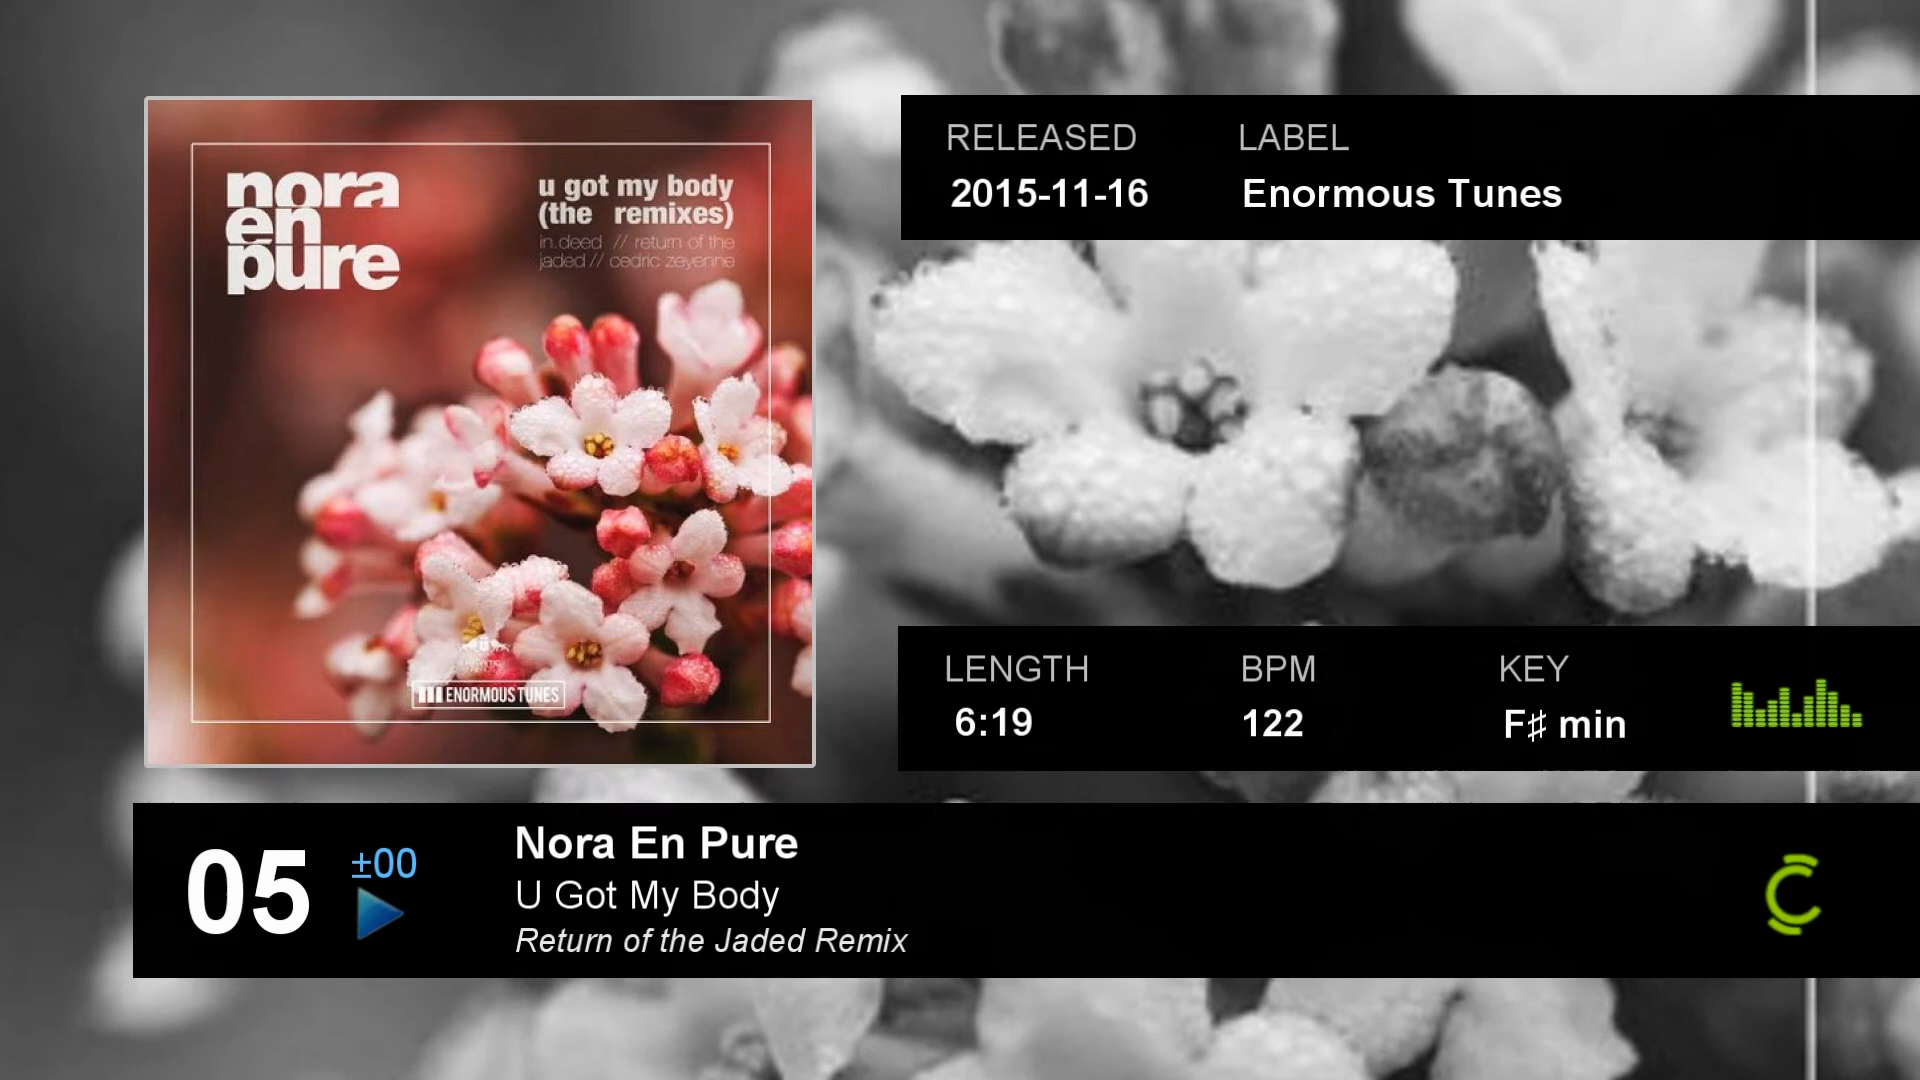 nora
en
pure
u got my body
(the remixes)
in.deed // return of the
jaded // cedric zeyenne
ENORMOUS TUNES
RELEASED LABEL
2015-11-16 Enormous Tunes
LENGTH BPM KEY
6:19 122 F♯ min
05 ±00
Nora En Pure
U Got My Body
Return of the Jaded Remix